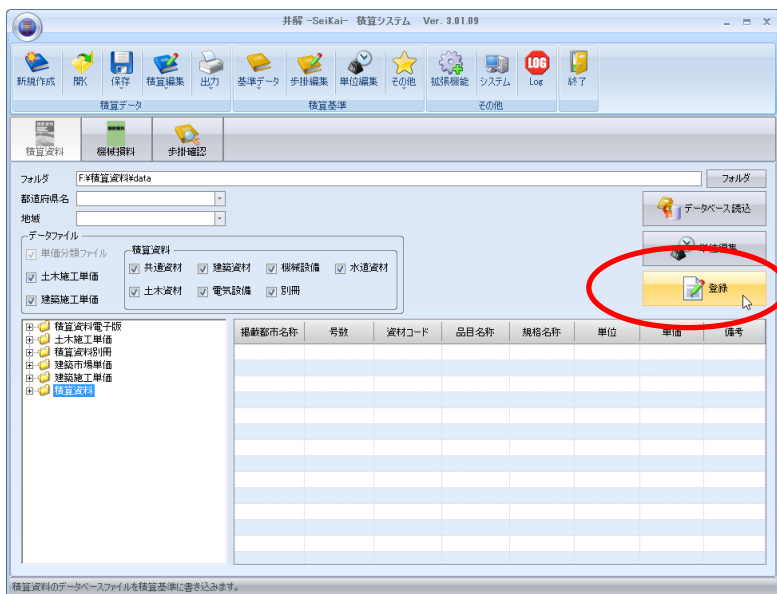 井解 -SeiKai- 積算システム Ver. 3.01.09
新規作成 開く 保存 積算編集 出力 基準データ 歩掛編集 単位編集 その他 拡張機能 システム Log 終了
LOG
積算データ 積算基準 その他
積算資料 機械損料 歩掛確認
フォルダ F:¥積算資料¥data フォルダ
都道府県名
地域
データベース読込
単位編集
登録
データファイル
単価分類ファイル
土木施工単価
建築施工単価
積算資料
共通資材 建築資材 機械設備 水道資材
土木資材 電気設備 別冊
積算資料電子版
土木施工単価
積算資料別冊
建築市場単価
建築施工単価
積算資料
掲載都市名称 号数 資材コード 品目名称 規格名称 単位 単価 備考
積算資料のデータベースファイルを積算基準に書き込みます。